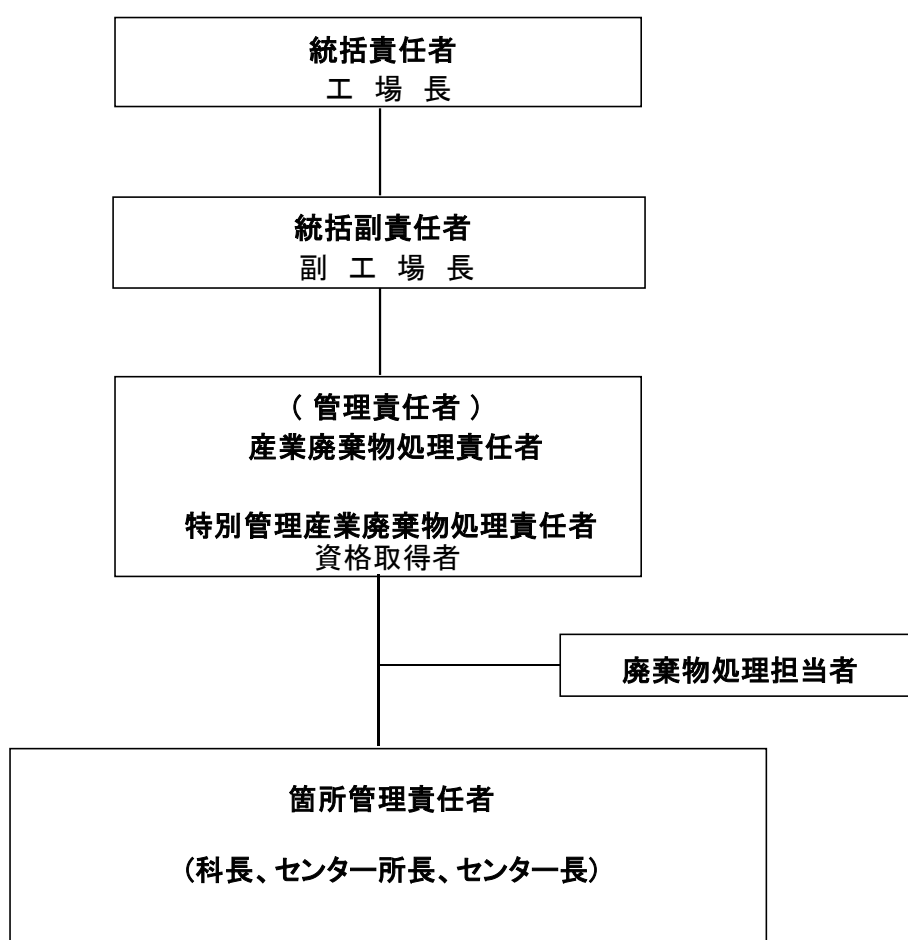 統括責任者
工 場 長
統括副責任者
副 工 場 長
( 管理責任者 )
産業廃棄物処理責任者
特別管理産業廃棄物処理責任者
資格取得者
廃棄物処理担当者
箇所管理責任者
(科長、センター所長、センター長)